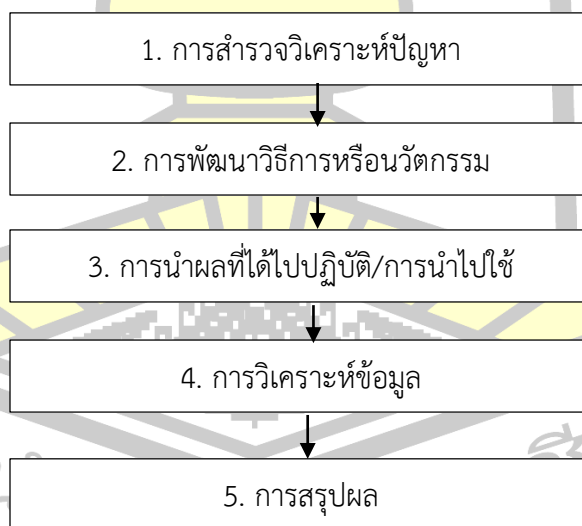 1. การสำรวจวิเคราะห์ปัญหา
2. การพัฒนาวิธีการหรือนวัตกรรม
3. การนำผลที่ได้ไปปฏิบัติ/การนำไปใช้
4. การวิเคราะห์ข้อมูล
5. การสรุปผล